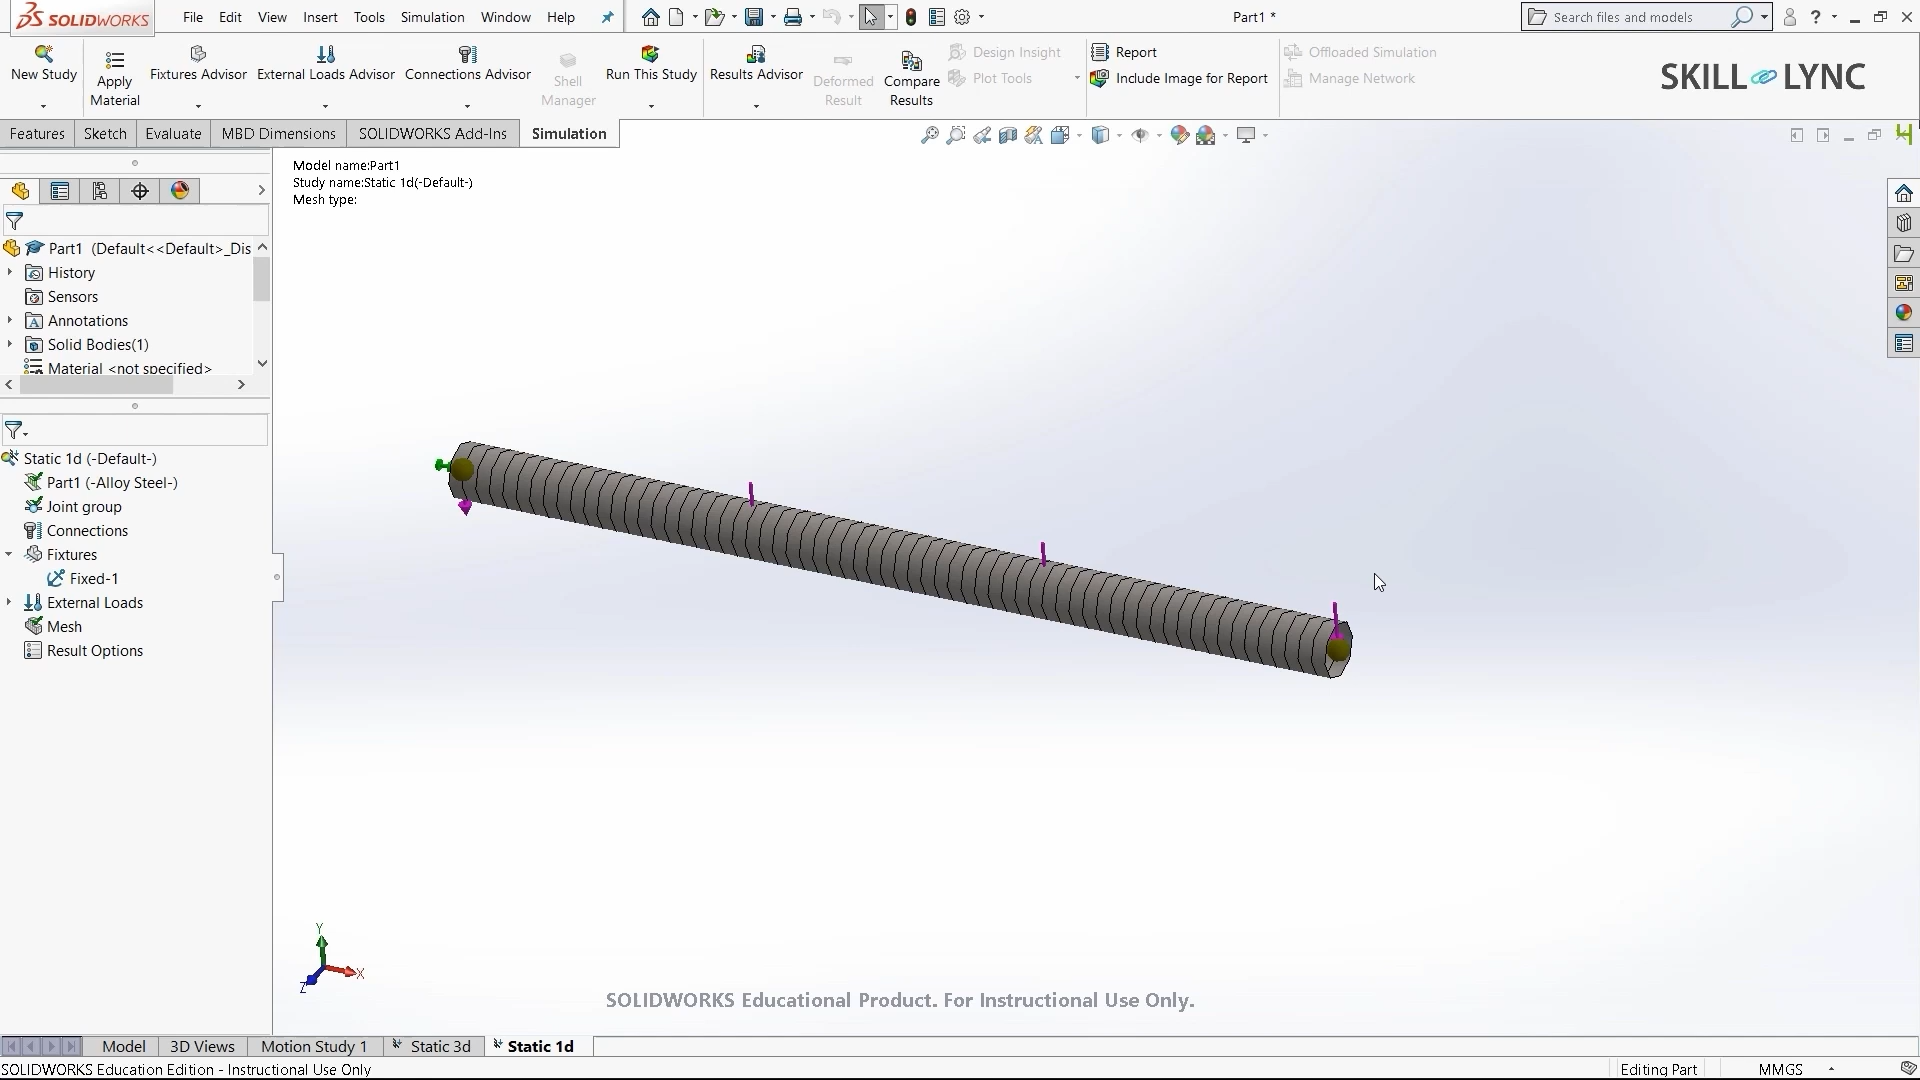 SOLIDWORKS
File Edit View Insert Tools Simulation Window Help
Part1 *
Search files and models
New Study
Apply Material
Fixtures Advisor
External Loads Advisor
Connections Advisor
Shell Manager
Run This Study
Results Advisor
Deformed Result
Compare Results
Design Insight
Plot Tools
Report
Include Image for Report
Offloaded Simulation
Manage Network
SKILL LYNC
Features Sketch Evaluate MBD Dimensions SOLIDWORKS Add-Ins Simulation
Model name:Part1
Study name:Static 1d(-Default-)
Mesh type:
Part1 (Default<<Default>_Dis
History
Sensors
Annotations
Solid Bodies(1)
Material <not specified>
Static 1d (-Default-)
Part1 (-Alloy Steel-)
Joint group
Connections
Fixtures
Fixed-1
External Loads
Mesh
Result Options
Y
X
Z
SOLIDWORKS Educational Product. For Instructional Use Only.
Model 3D Views Motion Study 1 Static 3d Static 1d
SOLIDWORKS Education Edition - Instructional Use Only
Editing Part
MMGS